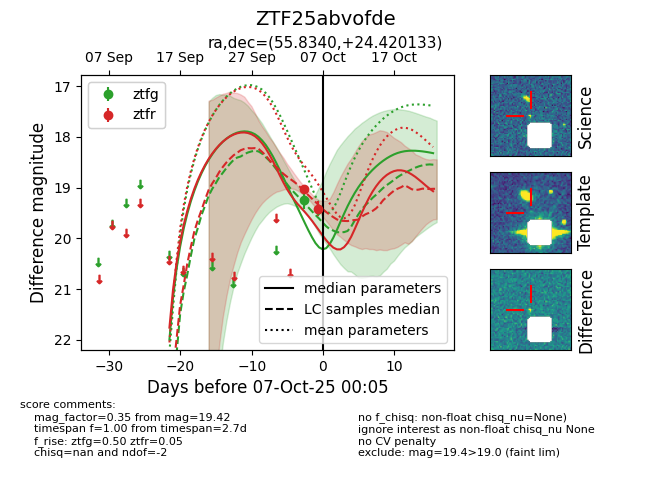 ZTF25abvofde
ra,dec=(55.8340,+24.420133)
07 Sep 17 Sep 27 Sep 07 Oct 17 Oct
ztfg
ztfr
17
18
19
20
21
22
Difference magnitude
median parameters
LC samples median
mean parameters
−30 −20 −10 0 10
Days before 07-Oct-25 00:05
Science
Template
Difference
score comments:
mag_factor=0.35 from mag=19.42
timespan f=1.00 from timespan=2.7d
f_rise: ztfg=0.50 ztfr=0.05
chisq=nan and ndof=-2
no f_chisq: non-float chisq_nu=None)
ignore interest as non-float chisq_nu None
no CV penalty
exclude: mag=19.4>19.0 (faint lim)